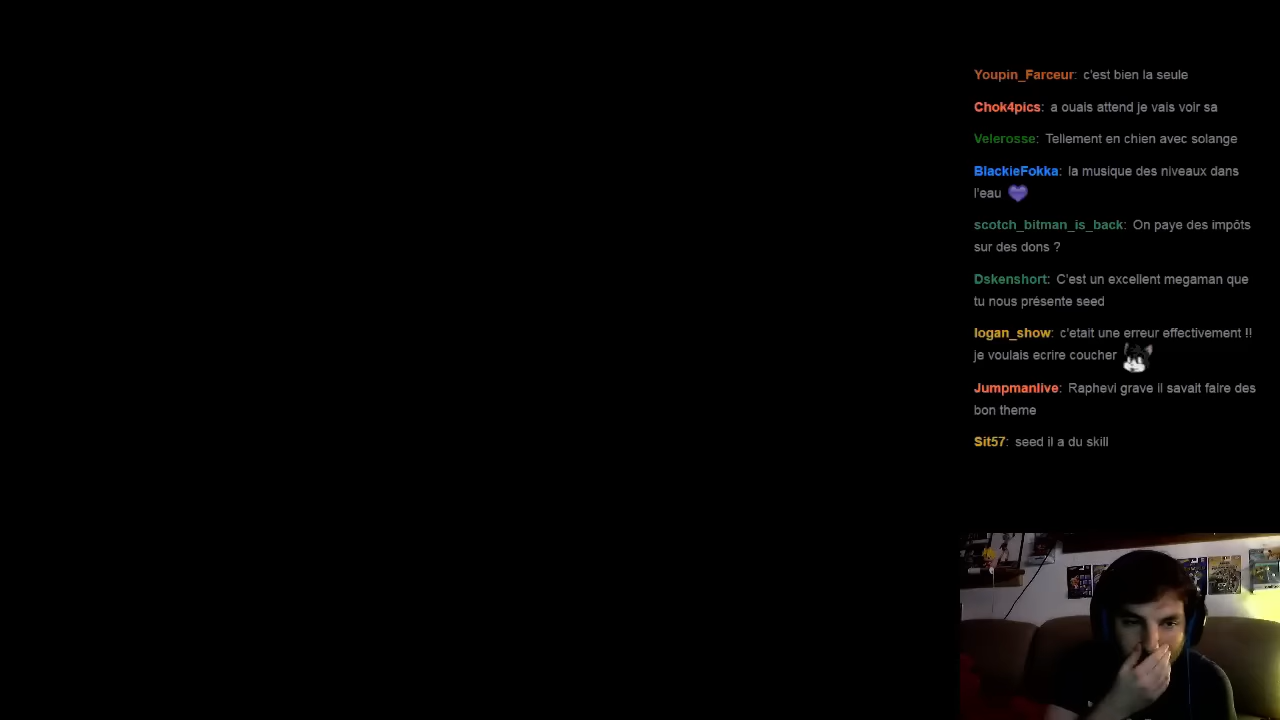 Youpin_Farceur: c'est bien la seule
Chok4pics: a ouais attend je vais voir sa
Velerosse: Tellement en chien avec solange
BlackieFokka: la musique des niveaux dans
l'eau
scotch_bitman_is_back: On paye des impôts
sur des dons ?
Dskenshort: C'est un excellent megaman que
tu nous présente seed
logan_show: c'etait une erreur effectivement !!
je voulais ecrire coucher
Jumpmanlive: Raphevi grave il savait faire des
bon theme
Sit57: seed il a du skill